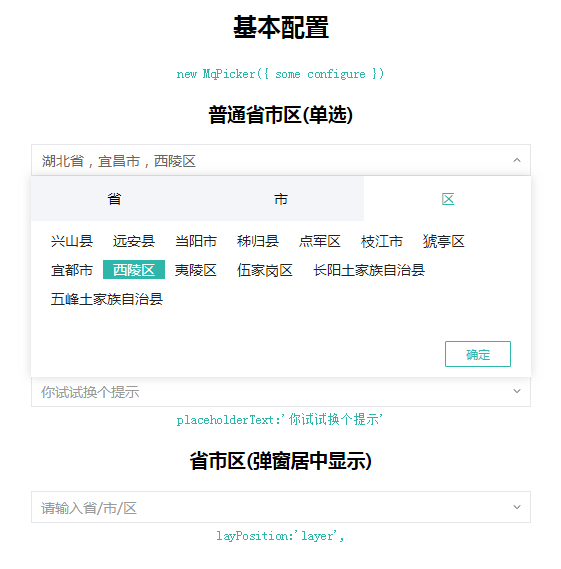 基本配置
new MqPicker({ some configure })
普通省市区(单选)
湖北省，宜昌市，西陵区
省 市 区
兴山县 远安县 当阳市 秭归县 点军区 枝江市 猇亭区
宜都市 西陵区 夷陵区 伍家岗区 长阳土家族自治县
五峰土家族自治县
确定
你试试换个提示
placeholderText:'你试试换个提示'
省市区(弹窗居中显示)
请输入省/市/区
layPosition:'layer',